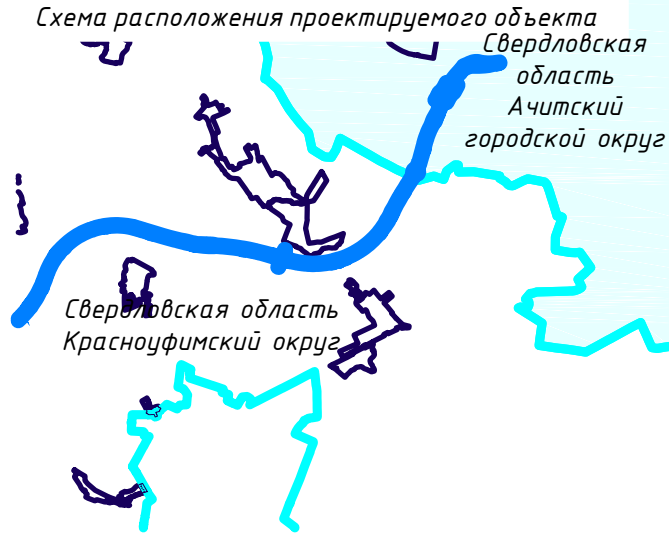 Схема расположения проектируемого объекта
Свердловская
область
Ачитский
городской округ
Свердловская область
Красноуфимский округ